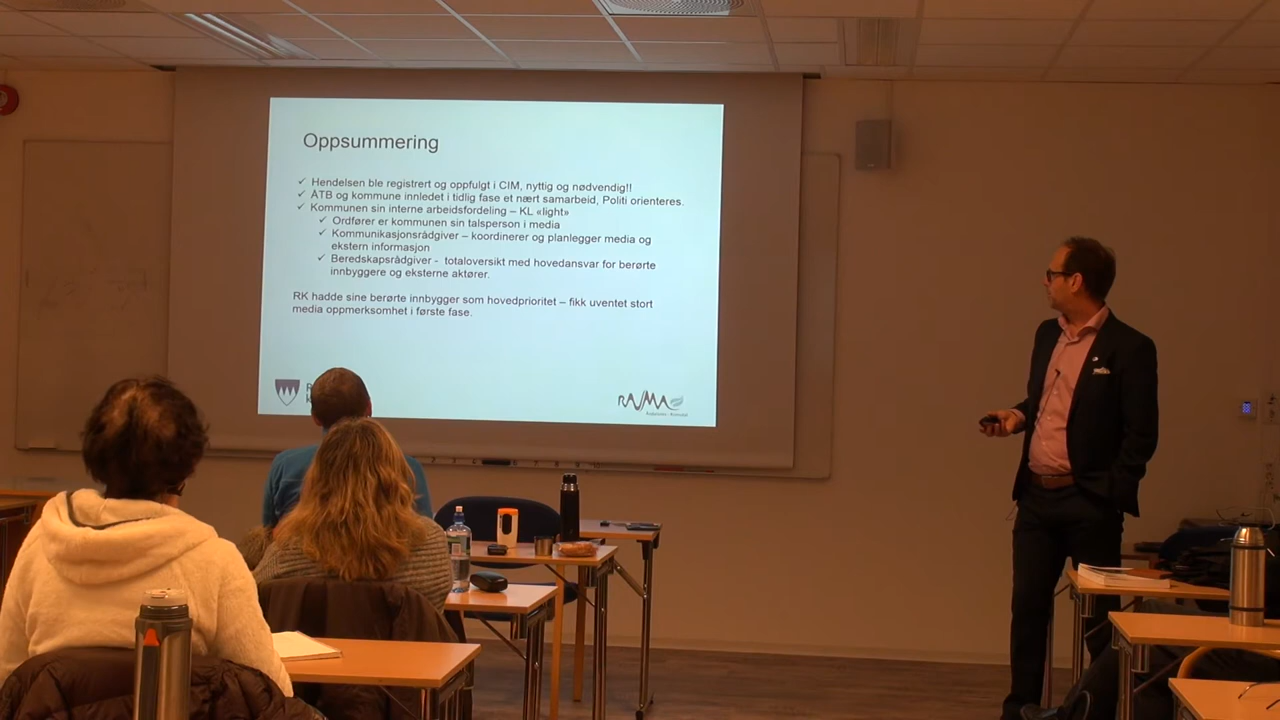 Oppsummering
✓ Hendelsen ble registrert og oppfulgt i CIM, nyttig og nødvendig!!
✓ ÅTB og kommune innledet i tidlig fase et nært samarbeid, Politi orienteres.
✓ Kommunen sin interne arbeidsfordeling – KL «light»
✓ Ordfører er kommunen sin talsperson i media
✓ Kommunikasjonsrådgiver – koordinerer og planlegger media og
ekstern informasjon
✓ Beredskapsrådgiver - totaloversikt med hovedansvar for berørte
innbyggere og eksterne aktører.
RK hadde sine berørte innbygger som hovedprioritet – fikk uventet stort
media oppmerksomhet i første fase.
RAUMA